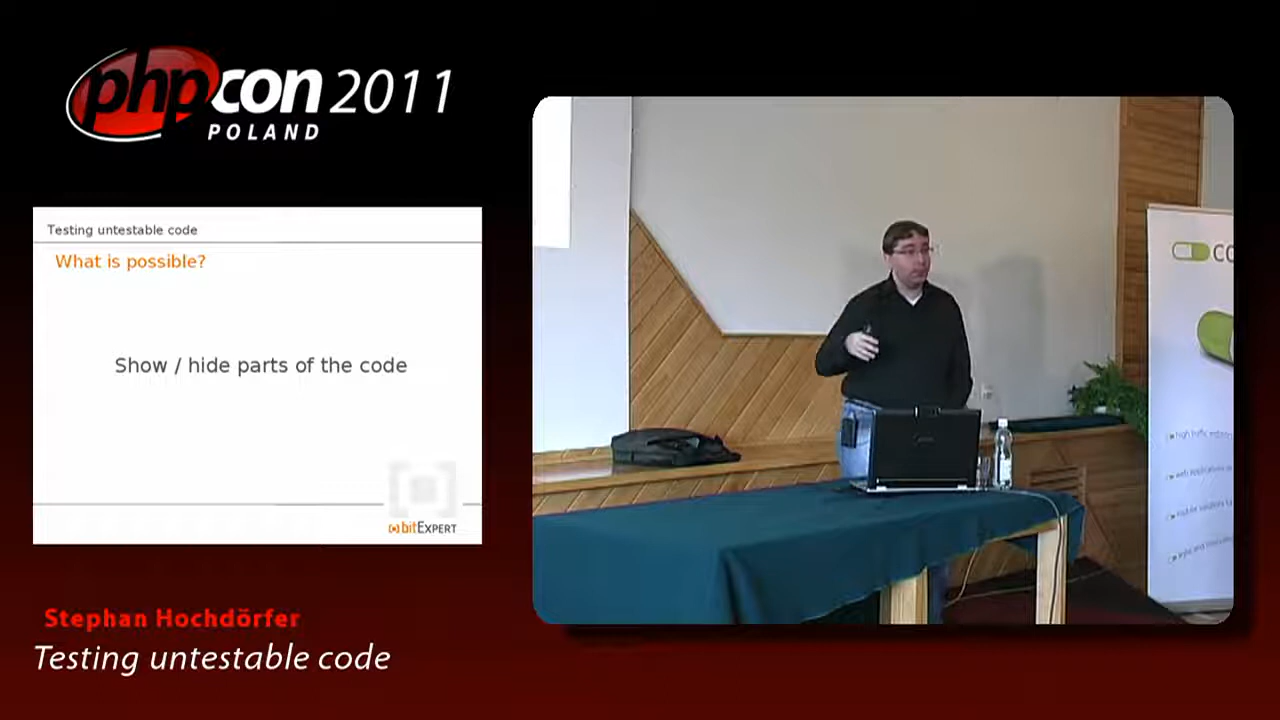 phpcon 2011
POLAND
Testing untestable code
What is possible?
Show / hide parts of the code
bitExpert
Stephan Hochdörfer
Testing untestable code